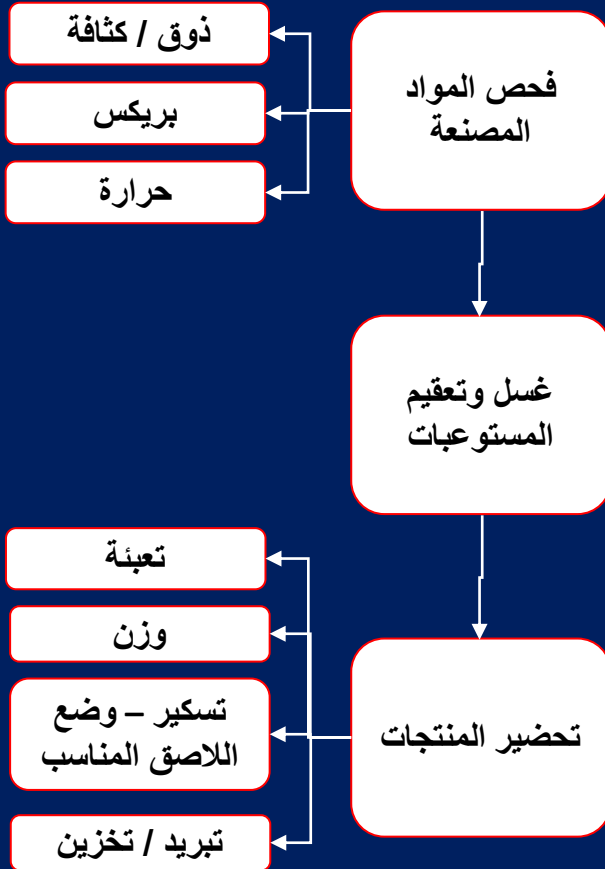 فحص المواد
المصنعة
ذوق / كثافة
بريكس
حرارة
غسل وتعقيم
المستوعبات
تحضير المنتجات
تعبئة
وزن
تسكير – وضع
اللاصق المناسب
تبريد / تخزين